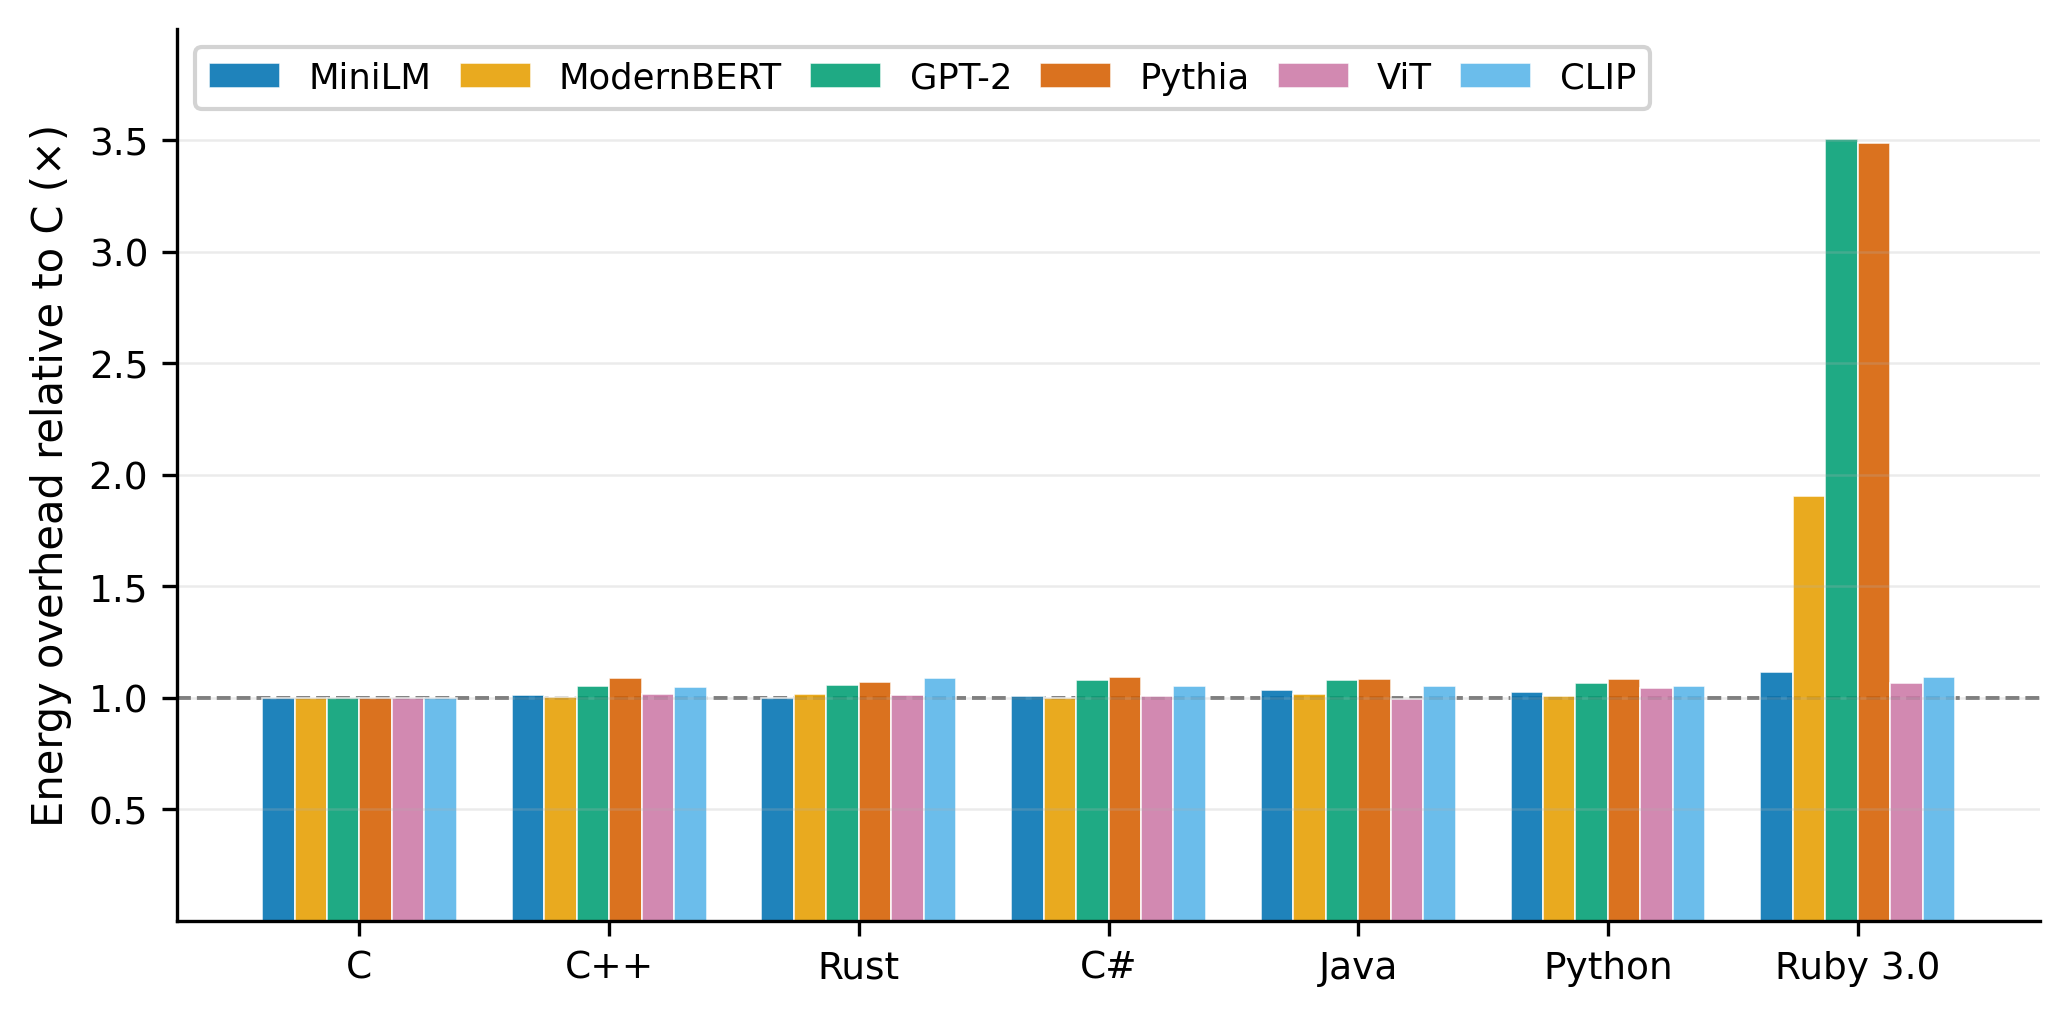 MiniLM ModernBERT GPT-2 Pythia ViT CLIP
Energy overhead relative to C (×)
3.5
3.0
2.5
2.0
1.5
1.0
0.5
C C++ Rust C# Java Python Ruby 3.0